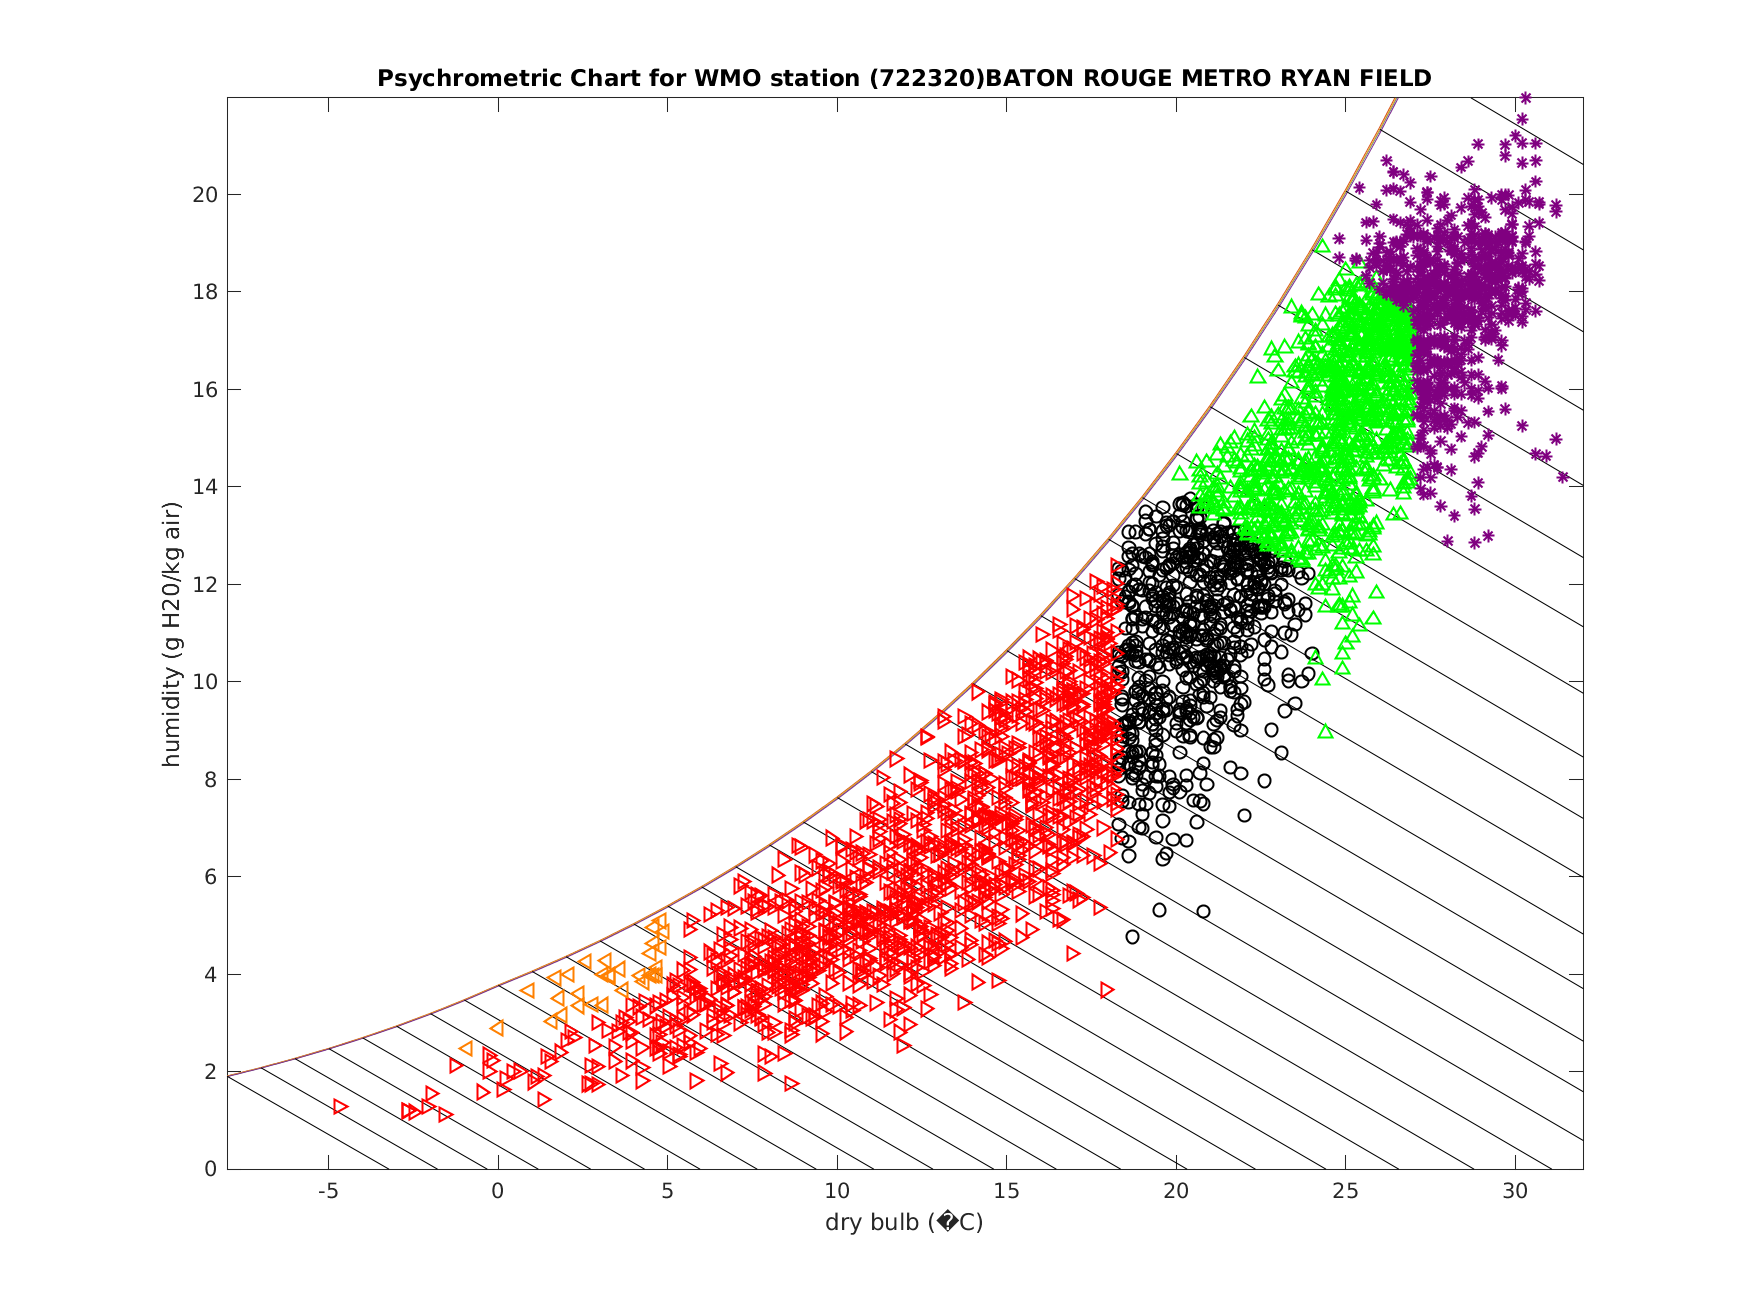 Psychrometric Chart for WMO station (722320)BATON ROUGE METRO RYAN FIELD
humidity (g H20/kg air)
20
18
16
14
12
10
8
6
4
2
0
-5 0 5 10 15 20 25 30
dry bulb (�C)